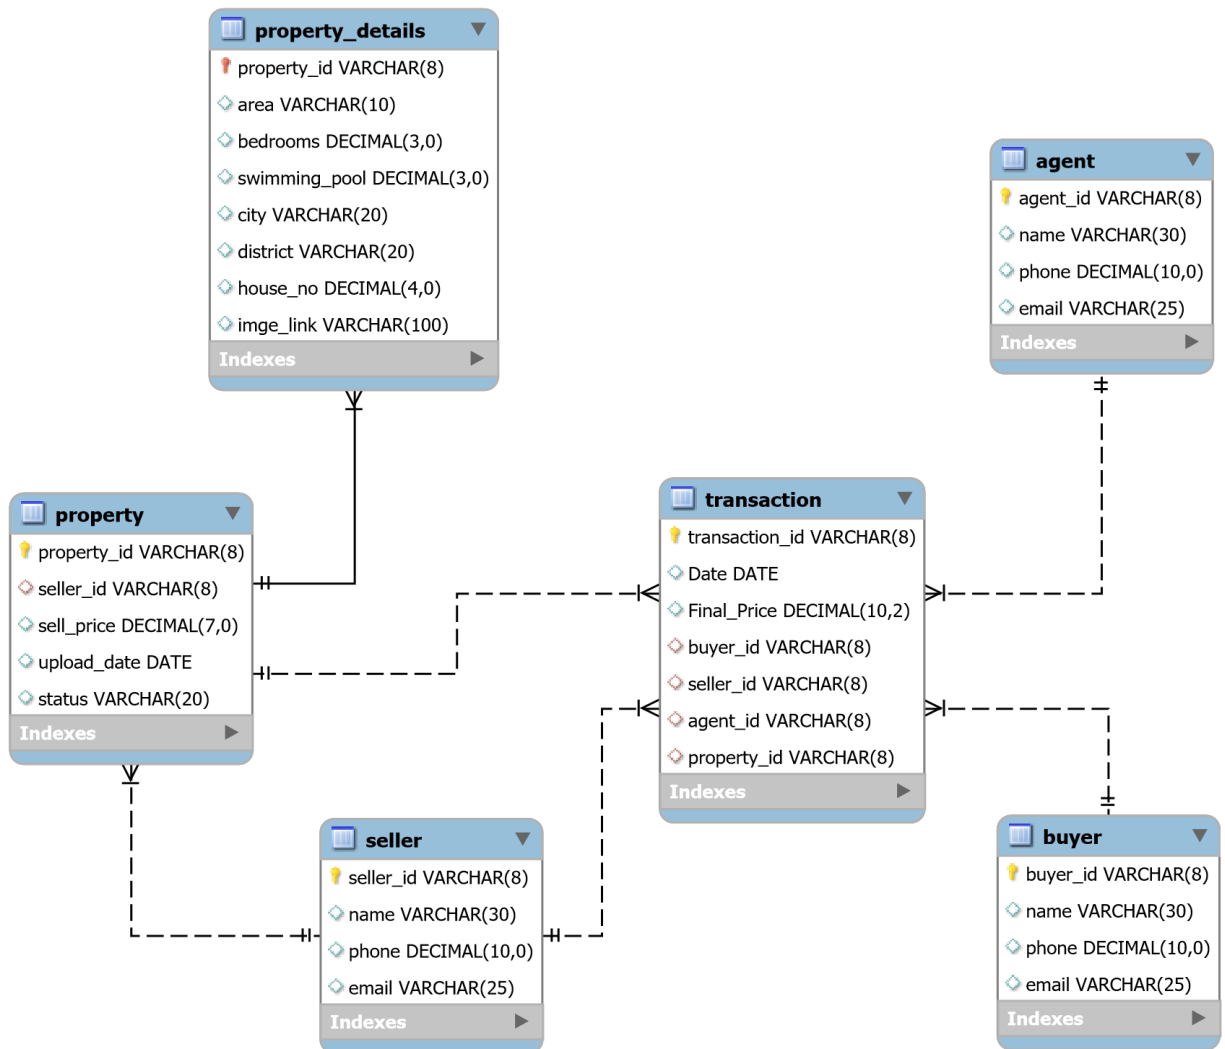 property_details
property_id VARCHAR(8)
area VARCHAR(10)
bedrooms DECIMAL(3,0)
swimming_pool DECIMAL(3,0)
city VARCHAR(20)
district VARCHAR(20)
house_no DECIMAL(4,0)
imge_link VARCHAR(100)
Indexes
agent
agent_id VARCHAR(8)
name VARCHAR(30)
phone DECIMAL(10,0)
email VARCHAR(25)
Indexes
property
property_id VARCHAR(8)
seller_id VARCHAR(8)
sell_price DECIMAL(7,0)
upload_date DATE
status VARCHAR(20)
Indexes
transaction
transaction_id VARCHAR(8)
Date DATE
Final_Price DECIMAL(10,2)
buyer_id VARCHAR(8)
seller_id VARCHAR(8)
agent_id VARCHAR(8)
property_id VARCHAR(8)
Indexes
seller
seller_id VARCHAR(8)
name VARCHAR(30)
phone DECIMAL(10,0)
email VARCHAR(25)
Indexes
buyer
buyer_id VARCHAR(8)
name VARCHAR(30)
phone DECIMAL(10,0)
email VARCHAR(25)
Indexes